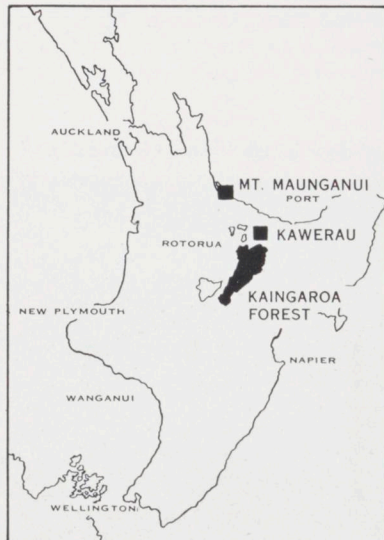 AUCKLAND
MT. MAUNGANUI
PORT
KAWERAU
ROTORUA
KAINGAROA
FOREST
NEW PLYMOUTH
NAPIER
WANGANUI
WELLINGTON